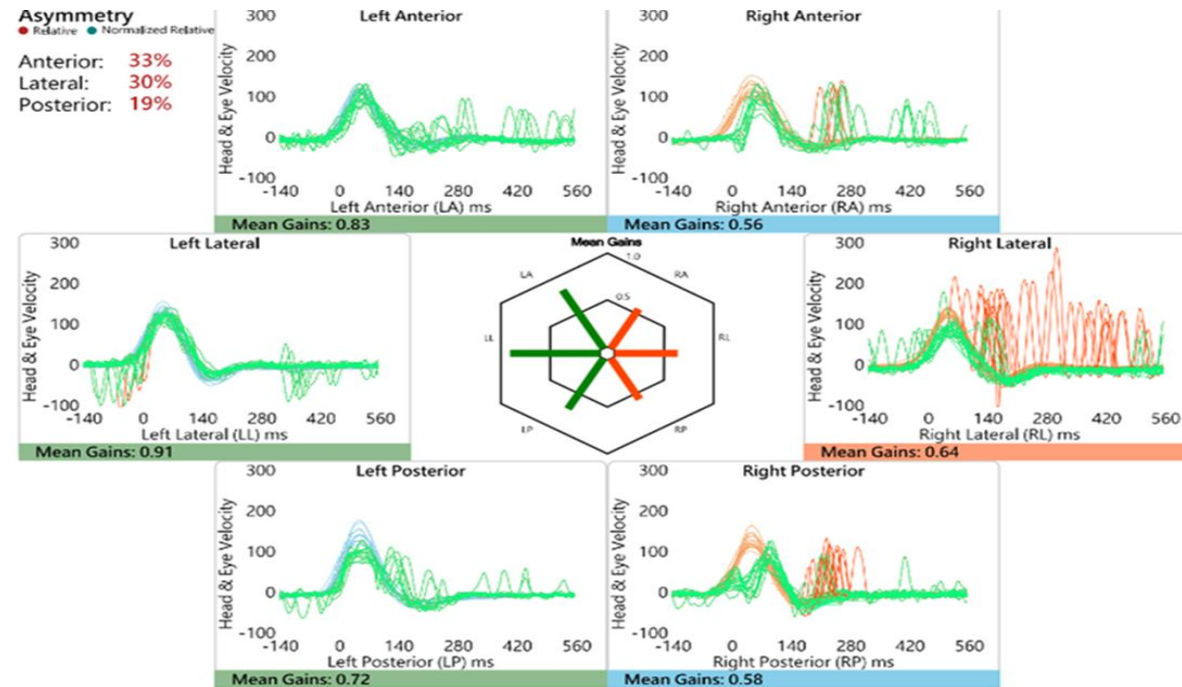 Asymmetry
Relative Normalized Relative
Anterior: 33%
Lateral: 30%
Posterior: 19%
Left Anterior
Head & Eye Velocity
300
200
100
0
-100
-140 0 140 280 420 560
Left Anterior (LA) ms
Mean Gains: 0.83
Right Anterior
Head & Eye Velocity
300
200
100
0
-100
-140 0 140 280 420 560
Right Anterior (RA) ms
Mean Gains: 0.56
Left Lateral
Head & Eye Velocity
300
200
100
0
-100
-140 0 140 280 420 560
Left Lateral (LL) ms
Mean Gains: 0.91
Mean Gains
1.0
0.5
LA
RA
LL
RL
LP
RP
Right Lateral
Head & Eye Velocity
300
200
100
0
-100
-140 0 140 280 420 560
Right Lateral (RL) ms
Mean Gains: 0.64
Left Posterior
Head & Eye Velocity
300
200
100
0
-100
-140 0 140 280 420 560
Left Posterior (LP) ms
Mean Gains: 0.72
Right Posterior
Head & Eye Velocity
300
200
100
0
-100
-140 0 140 280 420 560
Right Posterior (RP) ms
Mean Gains: 0.58